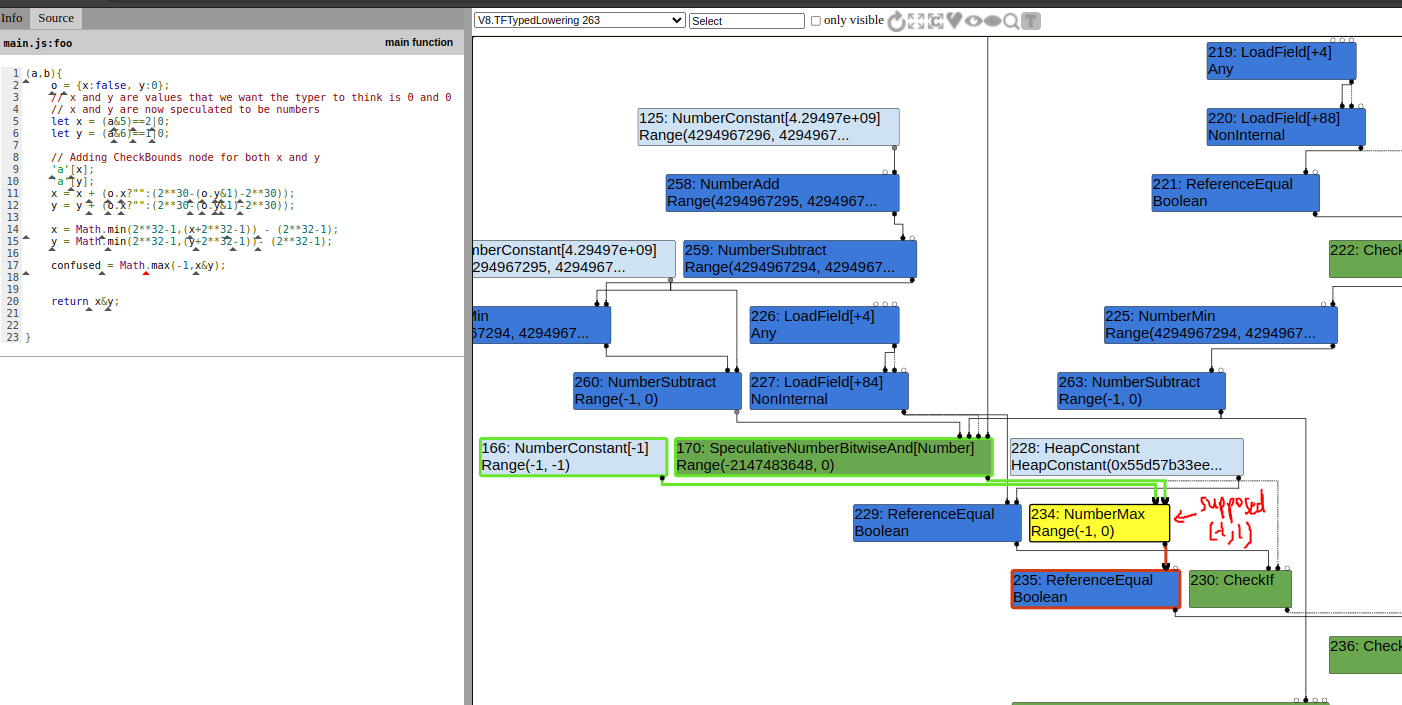 Info Source
main.js:foo main function
1 (a,b){
2 o = {x:false, y:0};
3 // x and y are values that we want the typer to think is 0 and 0
4 // x and y are now speculated to be numbers
5 let x = (a&5)==2|0;
6 let y = (a&6)==1|0;
7
8 // Adding CheckBounds node for both x and y
9 'a'[x];
10 'a'[y];
11 x = x + (o.x?"":(2**30-(o.y&1)-2**30));
12 y = y + (o.x?"":(2**30-(o.y&1)-2**30));
13
14 x = Math.min(2**32-1,(x+2**32-1)) - (2**32-1);
15 y = Math.min(2**32-1,(y+2**32-1)) - (2**32-1);
16
17 confused = Math.max(-1,x&y);
18
19
20 return x&y;
21
22
23 }
V8.TFTypedLowering 263 Select only visible T
219: LoadField[+4]
Any
125: NumberConstant[4.29497e+09]
Range(4294967296, 4294967...
220: LoadField[+88]
NonInternal
258: NumberAdd
Range(4294967295, 4294967...
221: ReferenceEqual
Boolean
mberConstant[4.29497e+09]
294967295, 4294967...
259: NumberSubtract
Range(4294967294, 4294967...
222: Check
Min
67294, 4294967...
226: LoadField[+4]
Any
225: NumberMin
Range(4294967294, 4294967...
260: NumberSubtract
Range(-1, 0)
227: LoadField[+84]
NonInternal
263: NumberSubtract
Range(-1, 0)
166: NumberConstant[-1]
Range(-1, -1)
170: SpeculativeNumberBitwiseAnd[Number]
Range(-2147483648, 0)
228: HeapConstant
HeapConstant(0x55d57b33ee...
229: ReferenceEqual
Boolean
234: NumberMax
Range(-1, 0)
supposed
(-1,1)
235: ReferenceEqual
Boolean
230: CheckIf
236: Check